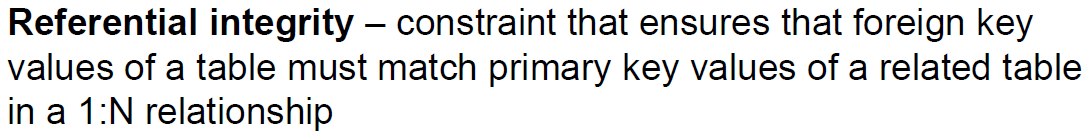 Referential integrity – constraint that ensures that foreign key
values of a table must match primary key values of a related table
in a 1:N relationship